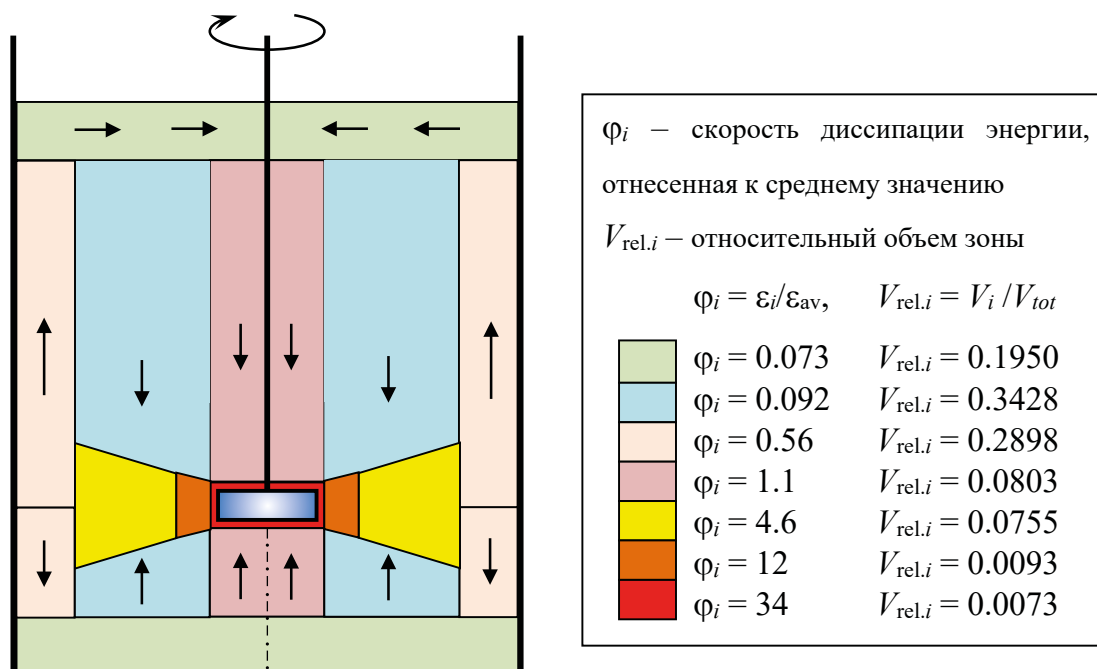 φi – скорость диссипации энергии,
отнесенная к среднему значению
Vrel.i – относительный объем зоны
φi = εi/εav, Vrel.i = Vi /Vtot
φi = 0.073 Vrel.i = 0.1950
φi = 0.092 Vrel.i = 0.3428
φi = 0.56 Vrel.i = 0.2898
φi = 1.1 Vrel.i = 0.0803
φi = 4.6 Vrel.i = 0.0755
φi = 12 Vrel.i = 0.0093
φi = 34 Vrel.i = 0.0073